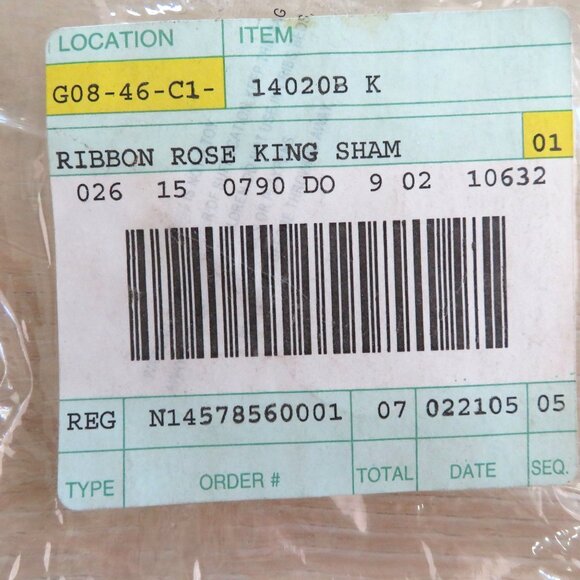 LOCATION ITEM
G08-46-C1- 14020B K
RIBBON ROSE KING SHAM 01
026 15 0790 DO 9 02 10632
REG N14578560001 07 022105 05
TYPE ORDER # TOTAL DATE SEQ.